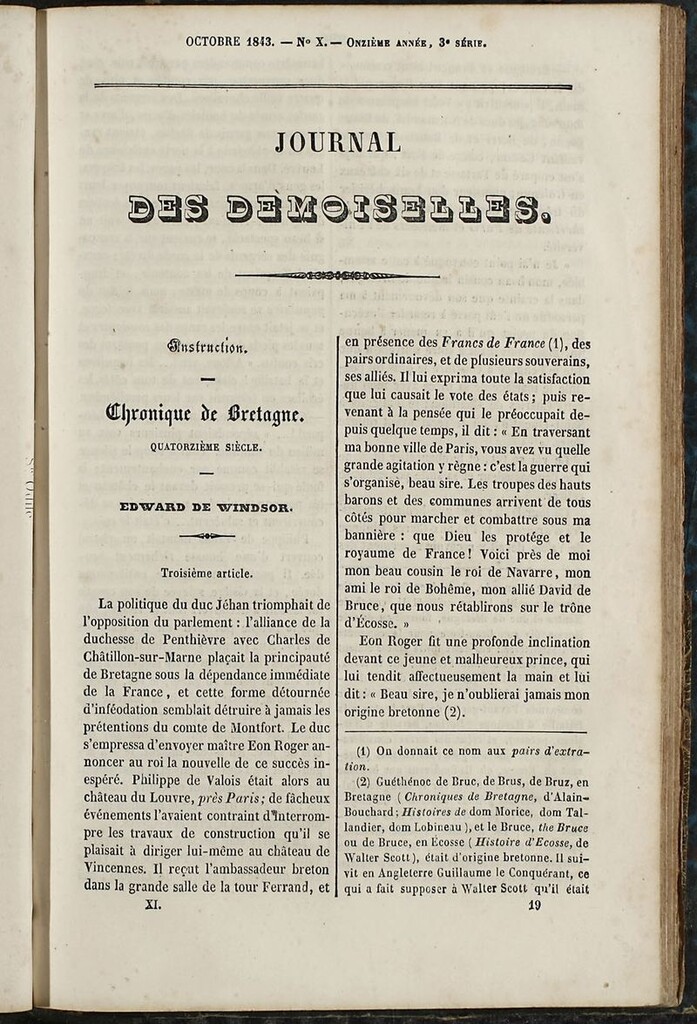 OCTOBRE 1843. — No X. — ONZIÈME ANNÉE, 3e SÉRIE.
JOURNAL
DES DEMOISELLES.
Instruction.
—
Chronique de Bretagne.
QUATORZIÈME SIÈCLE.
—
EDWARD DE WINDSOR.
Troisième article.
La politique du duc Jéhan triomphait de
l'opposition du parlement : l'alliance de la
duchesse de Penthièvre avec Charles de
Châtillon-sur-Marne plaçait la principauté
de Bretagne sous la dépendance immédiate
de la France, et cette forme détournée
d'inféodation semblait détruire à jamais les
prétentions du comte de Montfort. Le duc
s'empressa d'envoyer maître Eon Roger an-
noncer au roi la nouvelle de ce succès in-
espéré. Philippe de Valois était alors au
château du Louvre, près Paris; de fâcheux
événements l'avaient contraint d'interrom-
pre les travaux de construction qu'il se
plaisait à diriger lui-même au château de
Vincennes. Il reçut l'ambassadeur breton
dans la grande salle de la tour Ferrand, et
XI.
en présence des Francs de France (1), des
pairs ordinaires, et de plusieurs souverains,
ses alliés. Il lui exprima toute la satisfaction
que lui causait le vote des états; puis re-
venant à la pensée qui le préoccupait de-
puis quelque temps, il dit : « En traversant
ma bonne ville de Paris, vous avez vu quelle
grande agitation y règne : c'est la guerre qui
s'organise, beau sire. Les troupes des hauts
barons et des communes arrivent de tous
côtés pour marcher et combattre sous ma
bannière : que Dieu les protége et le
royaume de France! Voici près de moi
mon beau cousin le roi de Navarre, mon
ami le roi de Bohême, mon allié David de
Bruce, que nous rétablirons sur le trône
d'Écosse. »
Eon Roger fit une profonde inclination
devant ce jeune et malheureux prince, qui
lui tendit affectueusement la main et lui
dit : « Beau sire, je n'oublierai jamais mon
origine bretonne (2).
(1) On donnait ce nom aux pairs d'extra-
tion.
(2) Guéthénoc de Bruc, de Brus, de Bruz, en
Bretagne (Chroniques de Bretagne, d'Alain-
Bouchard; Histoires de dom Morice, dom Tal-
landier, dom Lobineau), et le Bruce, the Bruce
ou de Bruce, en Ecosse (Histoire d'Ecosse, de
Walter Scott), était d'origine bretonne. Il sui-
vit en Angleterre Guillaume le Conquérant, ce
qui a fait supposer à Walter Scott qu'il était
19